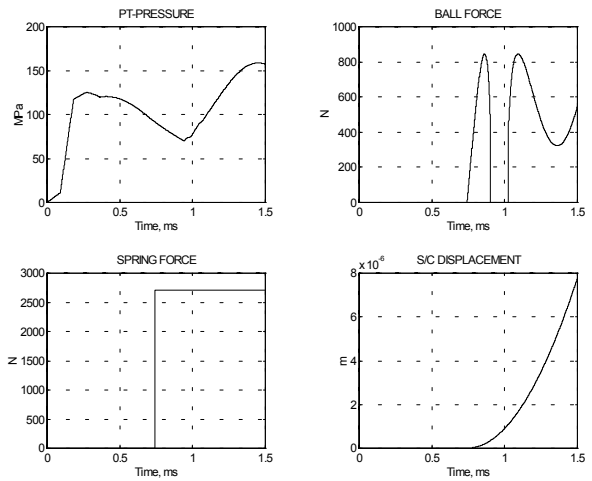 PT-PRESSURE
200
150
100
50
0
MPa
0 0.5 1 1.5
Time, ms
BALL FORCE
1000
800
600
400
200
0
N
0 0.5 1 1.5
Time, ms
SPRING FORCE
3000
2500
2000
1500
1000
500
0
N
0 0.5 1 1.5
Time, ms
S/C DISPLACEMENT
x 10⁻⁶
8
6
4
2
0
m
0 0.5 1 1.5
Time, ms